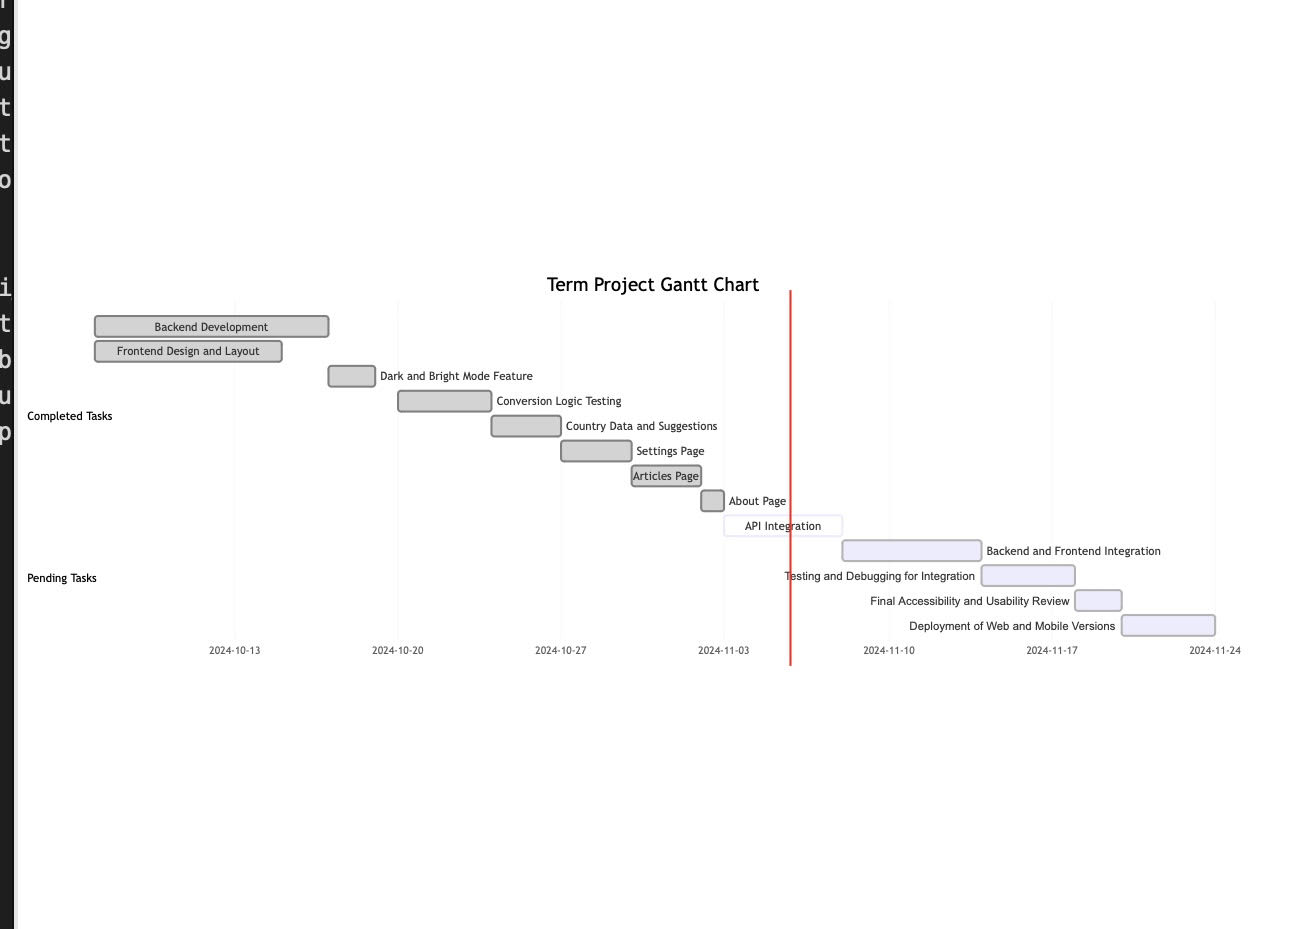 g
u
t
t
o
i
t
b
u
p
Term Project Gantt Chart
Backend Development
Frontend Design and Layout
Dark and Bright Mode Feature
Conversion Logic Testing
Completed Tasks
Country Data and Suggestions
Settings Page
Articles Page
About Page
API Integration
Backend and Frontend Integration
Pending Tasks
Testing and Debugging for Integration
Final Accessibility and Usability Review
Deployment of Web and Mobile Versions
2024-10-13 2024-10-20 2024-10-27 2024-11-03 2024-11-10 2024-11-17 2024-11-24